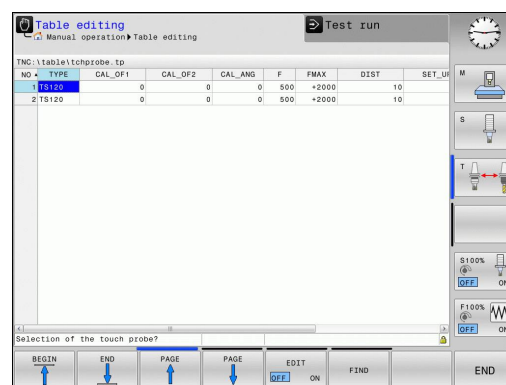 Table editing
Test run
Manual operation Table editing
TNC:\table\tchprobe.tp
NO TYPE CAL_OF1 CAL_OF2 CAL_ANG F FMAX DIST
1 TS120 0 0 0 500 +2000 10
2 TS120 0 0 0 500 +2000 10
M
S
T
S100%
OFF ON
F100%
OFF ON
Selection of the touch probe?
BEGIN END PAGE PAGE EDIT FIND END
OFF ON